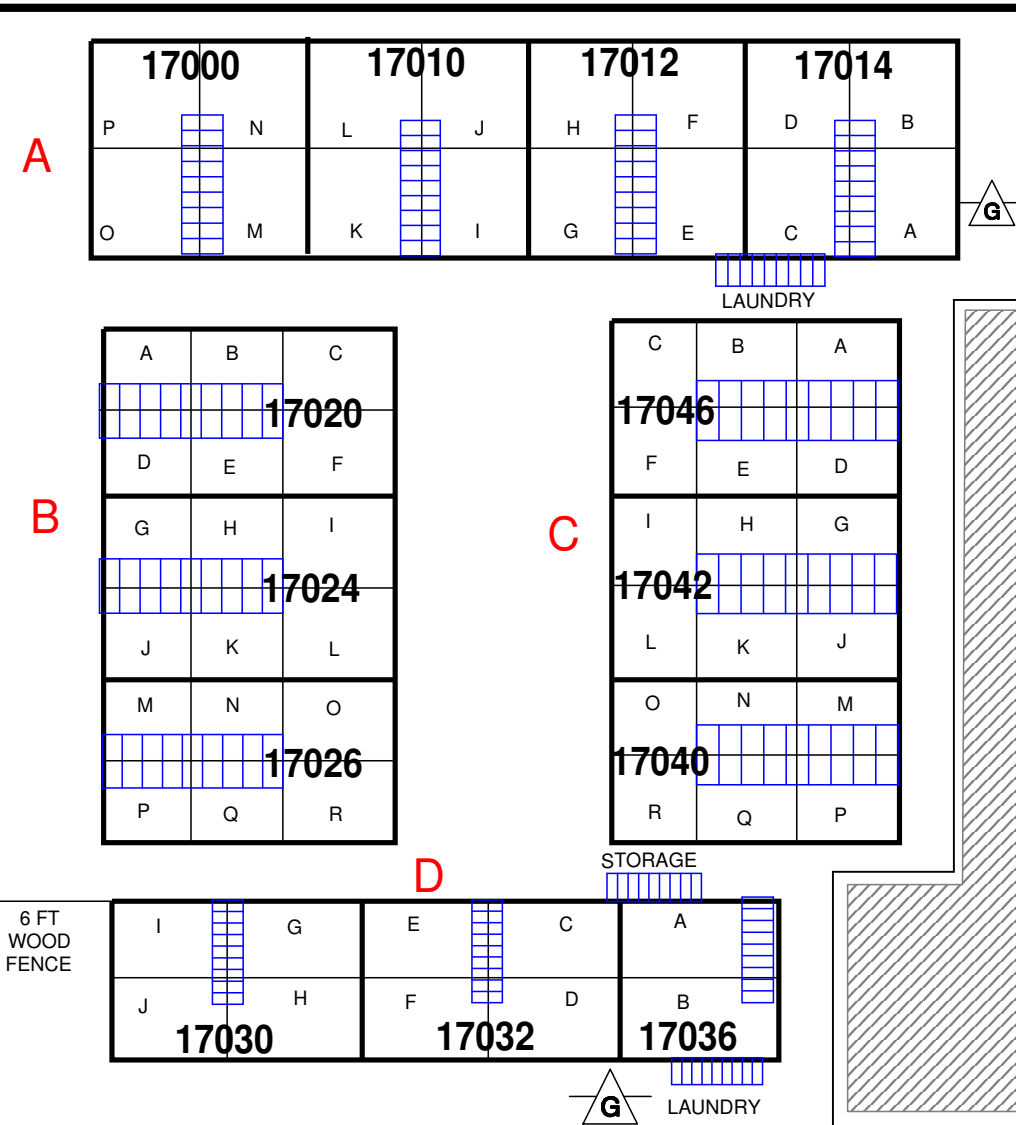 17000 17010 17012 17014
P N L J H F D B
A
O M K I G E C A
G
LAUNDRY
A B C
17020
D E F
B
G H I
17024
J K L
M N O
17026
P Q R
C B A
17046
F E D
C
I H G
17042
L K J
O N M
17040
R Q P
STORAGE
D
6 FT
WOOD
FENCE
I G E C A
J H F D B
17030 17032 17036
G
LAUNDRY